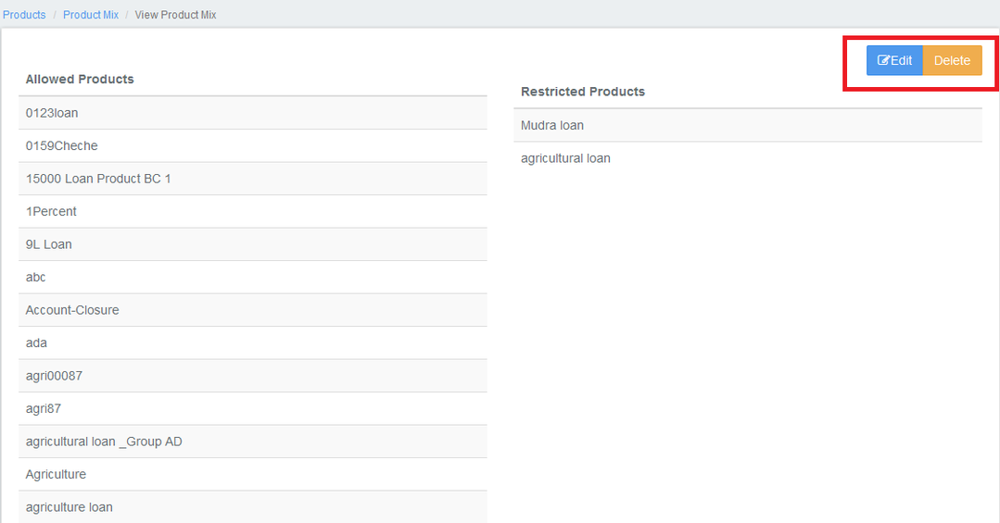 Products / Product Mix / View Product Mix
Edit Delete
Allowed Products
0123loan
0159Cheche
15000 Loan Product BC 1
1Percent
9L Loan
abc
Account-Closure
ada
agri00087
agri87
agricultural loan _Group AD
Agriculture
agriculture loan
Restricted Products
Mudra loan
agricultural loan